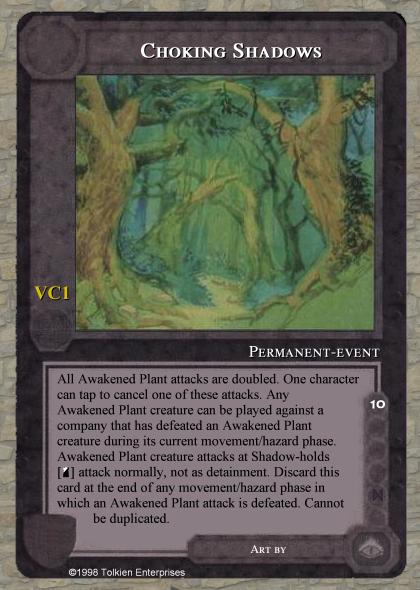 CHOKING SHADOWS
VC1
PERMANENT-EVENT
All Awakened Plant attacks are doubled. One character
can tap to cancel one of these attacks. Any
Awakened Plant creature can be played against a
company that has defeated an Awakened Plant
creature during its current movement/hazard phase.
Awakened Plant creature attacks at Shadow-holds
[] attack normally, not as detainment. Discard this
card at the end of any movement/hazard phase in
which an Awakened Plant attack is defeated. Cannot
be duplicated.
10
ART BY
©1998 Tolkien Enterprises